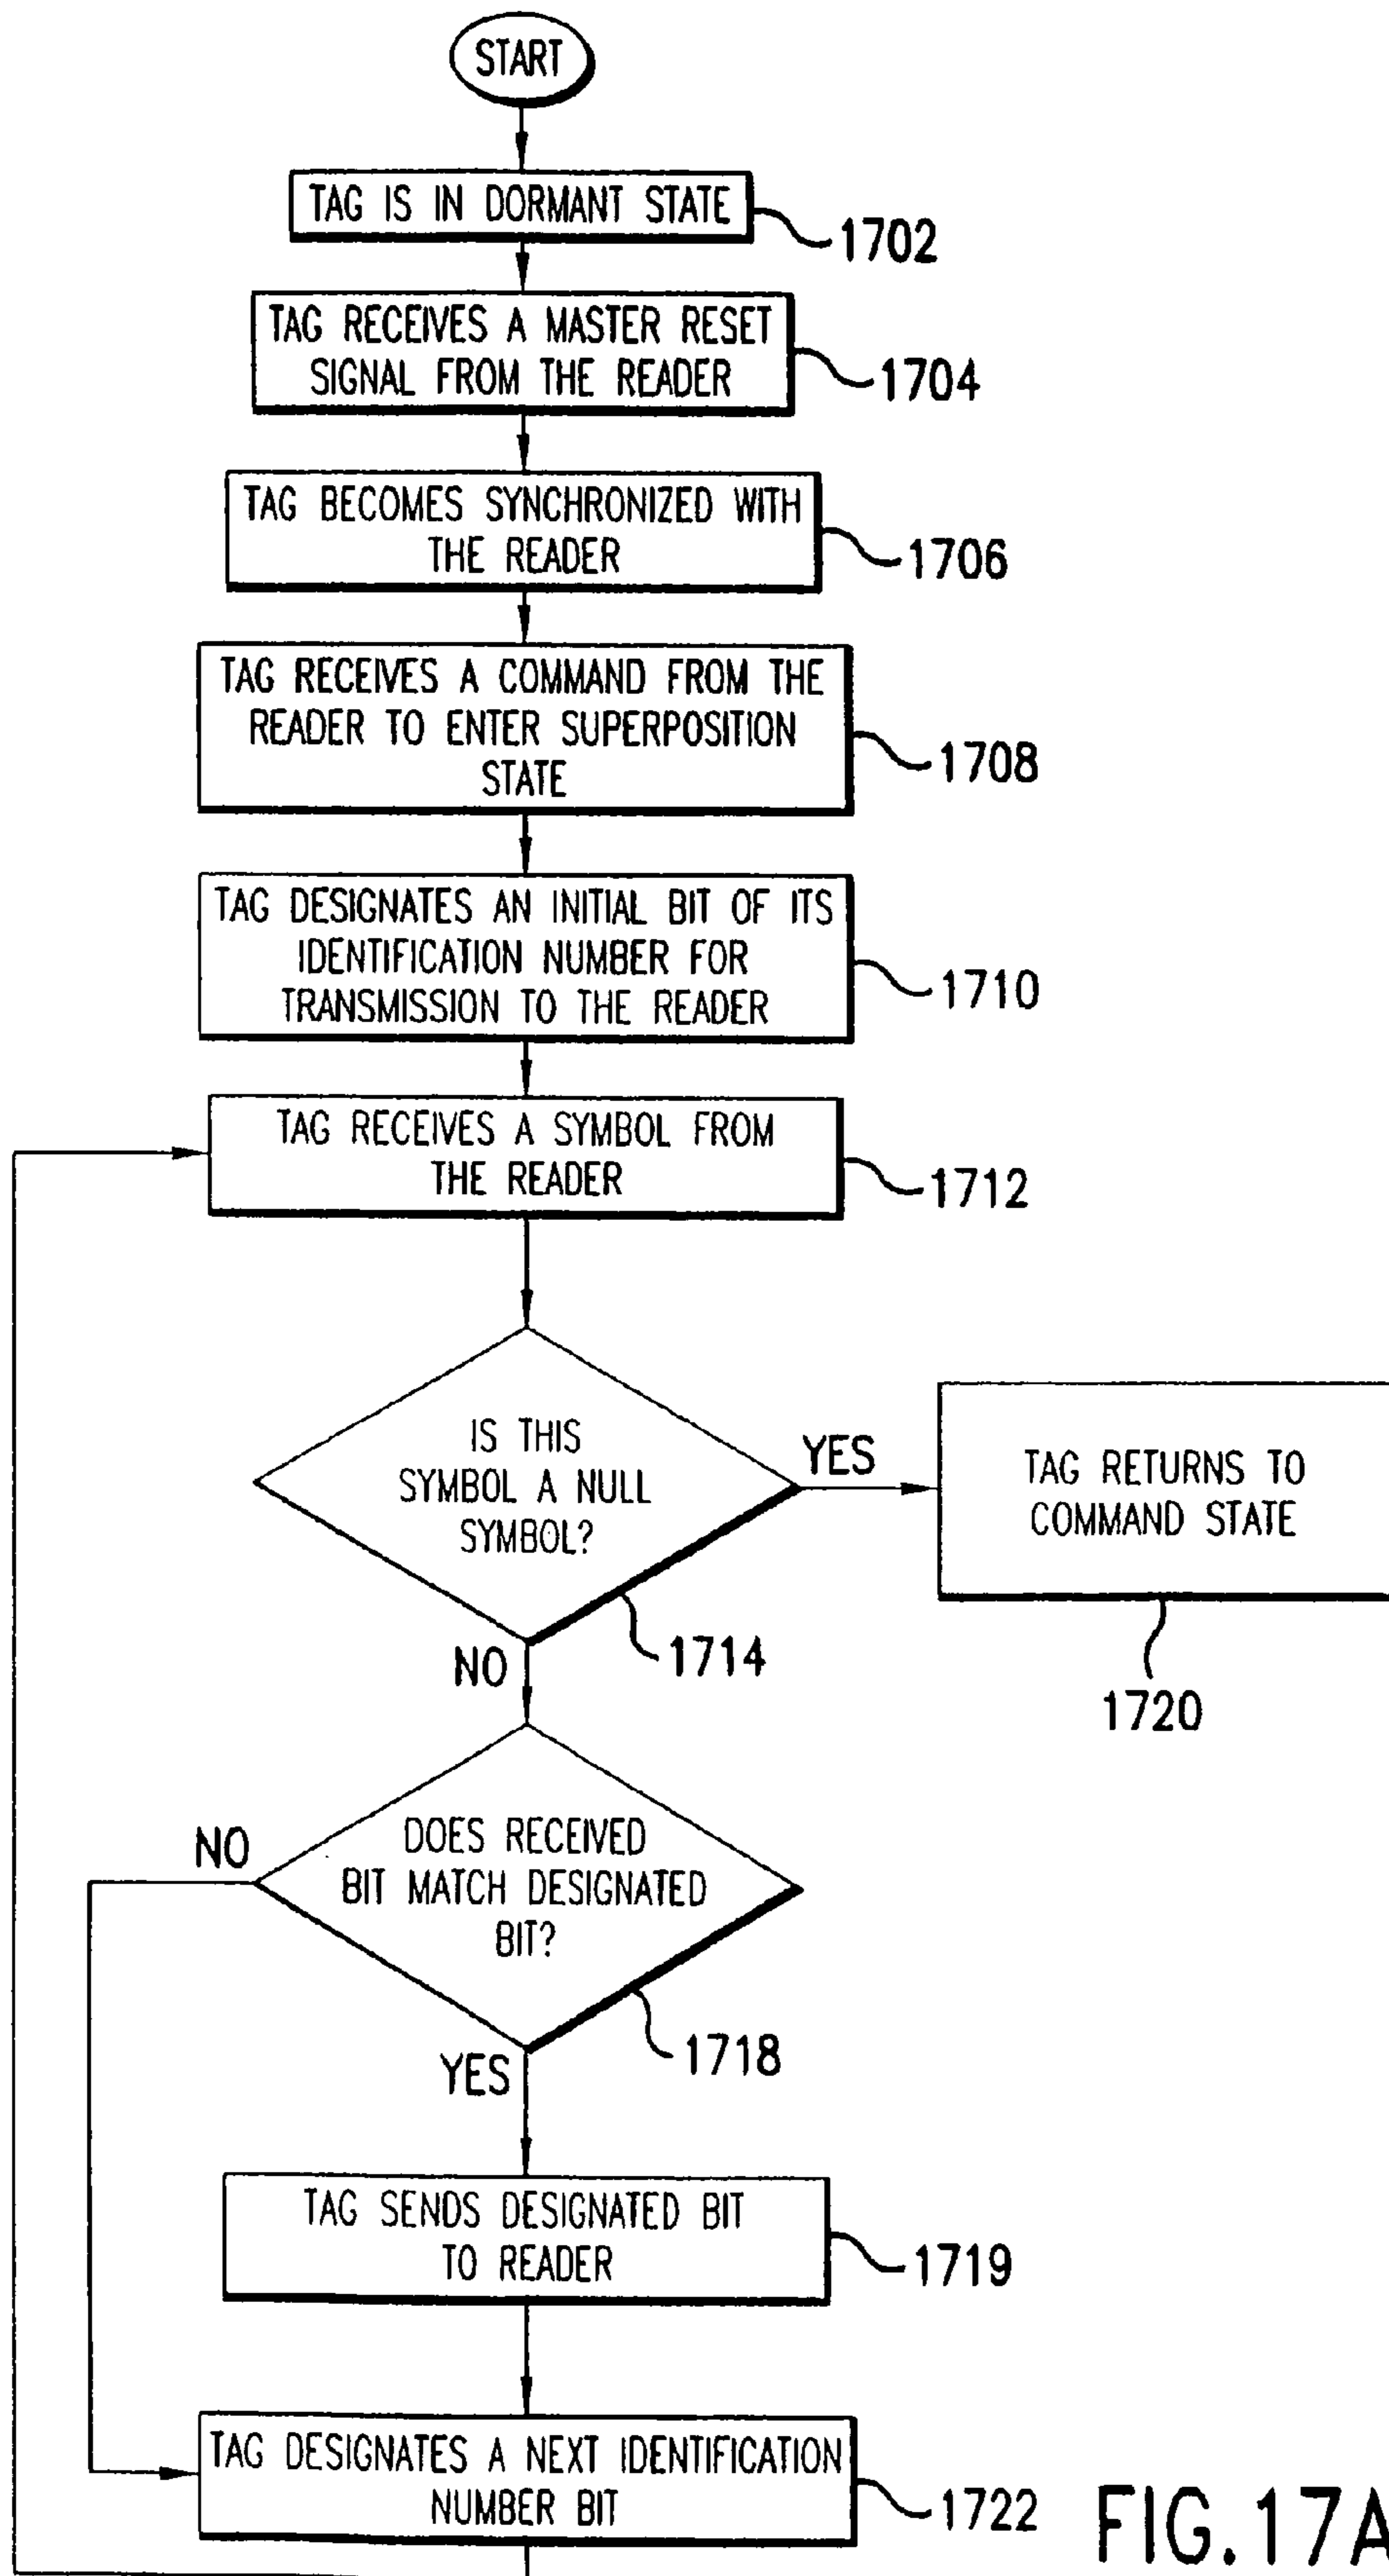 START
TAG IS IN DORMANT STATE
1702
TAG RECEIVES A MASTER RESET
SIGNAL FROM THE READER
1704
TAG BECOMES SYNCHRONIZED WITH
THE READER
1706
TAG RECEIVES A COMMAND FROM THE
READER TO ENTER SUPERPOSITION
STATE
1708
TAG DESIGNATES AN INITIAL BIT OF ITS
IDENTIFICATION NUMBER FOR
TRANSMISSION TO THE READER
1710
TAG RECEIVES A SYMBOL FROM
THE READER
1712
IS THIS
SYMBOL A NULL
SYMBOL?
1714
YES
TAG RETURNS TO
COMMAND STATE
1720
NO
DOES RECEIVED
BIT MATCH DESIGNATED
BIT?
1718
NO
YES
TAG SENDS DESIGNATED BIT
TO READER
1719
TAG DESIGNATES A NEXT IDENTIFICATION
NUMBER BIT
1722
FIG.17A